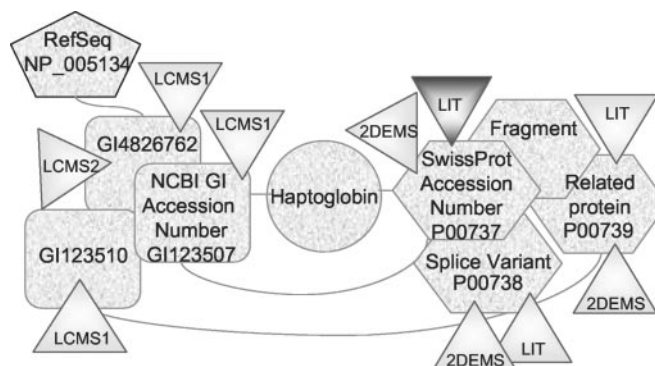 RefSeq
NP_005134
LCMS1
LCMS1
LCMS2
GI4826762
NCBI GI
Accession
Number
GI123507
GI123510
LCMS1
Haptoglobin
2DEMS
LIT
SwissProt
Accession
Number
P00737
Fragment
LIT
Related
protein
P00739
Splice Variant
P00738
2DEMS
LIT
2DEMS